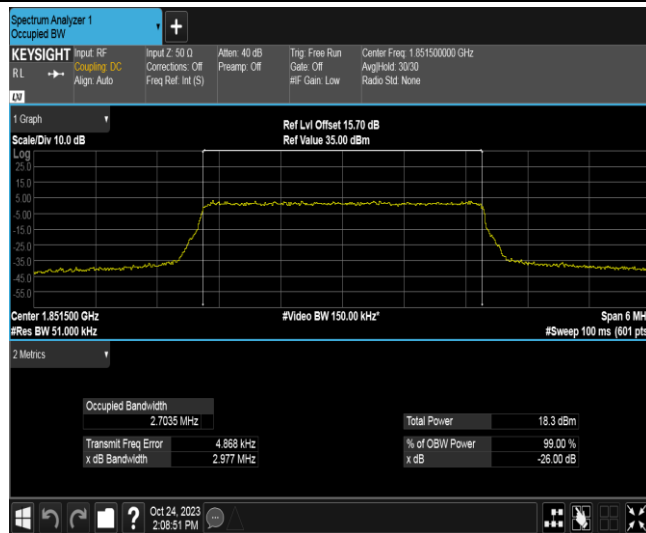 Spectrum Analyzer 1
Occupied BW
+
KEYSIGHT
RL
Input: RF
Coupling: DC
Align: Auto
Input Z: 50 Ω
Corrections: Off
Freq Ref: Int (S)
Atten: 40 dB
Preamp: Off
Trig: Free Run
Gate: Off
#IF Gain: Low
Center Freq: 1.851500000 GHz
Avg|Hold: 30/30
Radio Std: None
1 Graph
Scale/Div 10.0 dB
Ref Lvl Offset 15.70 dB
Ref Value 35.00 dBm
Log
25.0
15.0
5.00
-5.00
-15.0
-25.0
-35.0
-45.0
-55.0
Center 1.851500 GHz
#Video BW 150.00 kHz*
Span 6 MH
#Res BW 51.000 kHz
#Sweep 100 ms (601 pts
2 Metrics
Occupied Bandwidth
2.7035 MHz
Total Power 18.3 dBm
Transmit Freq Error 4.868 kHz
% of OBW Power 99.00 %
x dB Bandwidth 2.977 MHz
x dB -26.00 dB
?
Oct 24, 2023
2:08:51 PM